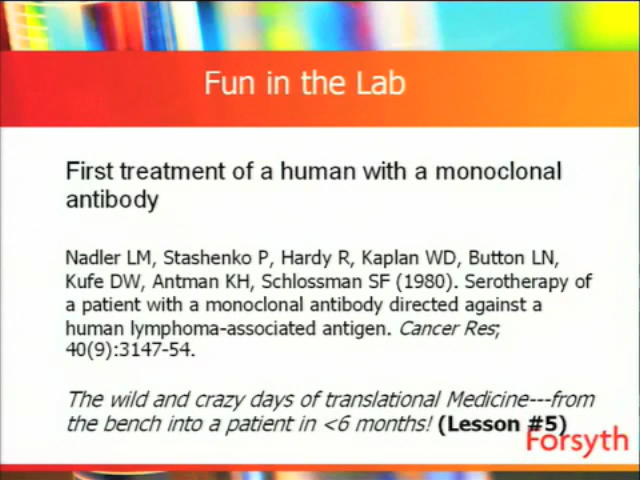 Fun in the Lab
First treatment of a human with a monoclonal
antibody
Nadler LM, Stashenko P, Hardy R, Kaplan WD, Button LN,
Kufe DW, Antman KH, Schlossman SF (1980). Serotherapy of
a patient with a monoclonal antibody directed against a
human lymphoma-associated antigen. Cancer Res;
40(9):3147-54.
The wild and crazy days of translational Medicine---from
the bench into a patient in <6 months! (Lesson #5)
Forsyth